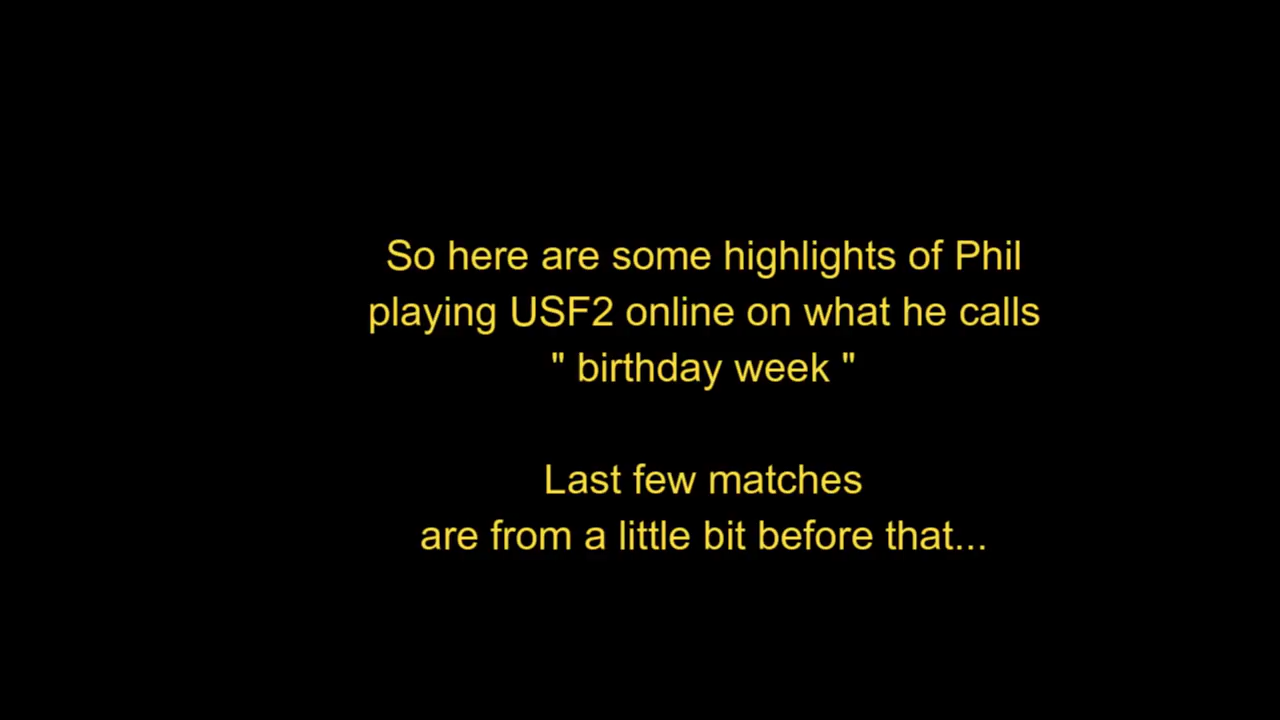 So here are some highlights of Phil
playing USF2 online on what he calls
" birthday week "
Last few matches
are from a little bit before that...